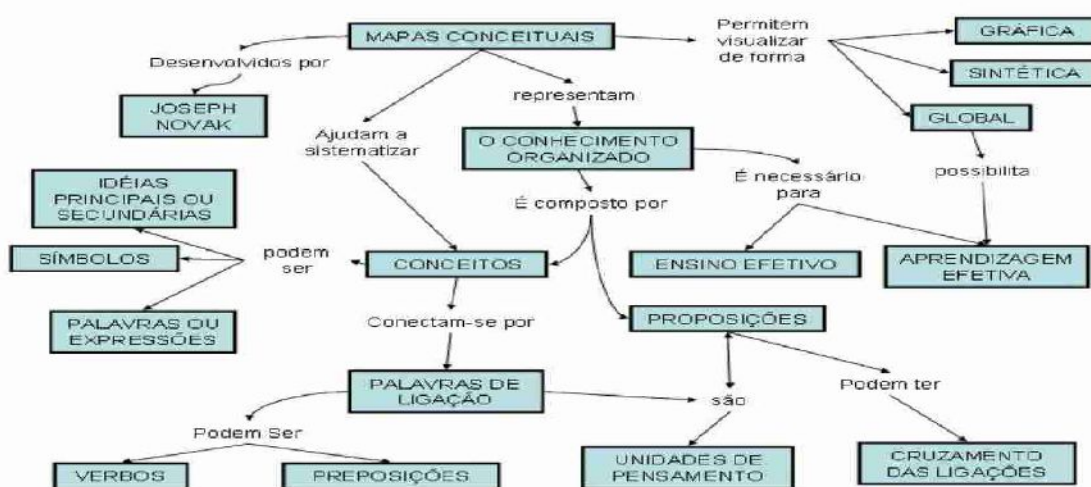 MAPAS CONCEITUAIS
Permitem
visualizar
de forma
GRÁFICA
SINTÉTICA
GLOBAL
possibilita
Desenvolvidos por
JOSEPH
NOVAK
representam
Ajudam a
sistematizar
O CONHECIMENTO
ORGANIZADO
É necessário
para
É composto por
IDÉIAS
PRINCIPAIS OU
SECUNDÁRIAS
SÍMBOLOS
podem
ser
CONCEITOS
ENSINO EFETIVO
APRENDIZAGEM
EFETIVA
PALAVRAS OU
EXPRESSÕES
Conectam-se por
PROPOSIÇÕES
PALAVRAS DE
LIGAÇÃO
são
Podem ter
Podem Ser
VERBOS
PREPOSIÇÕES
UNIDADES DE
PENSAMENTO
CRUZAMENTO
DAS LIGAÇÕES